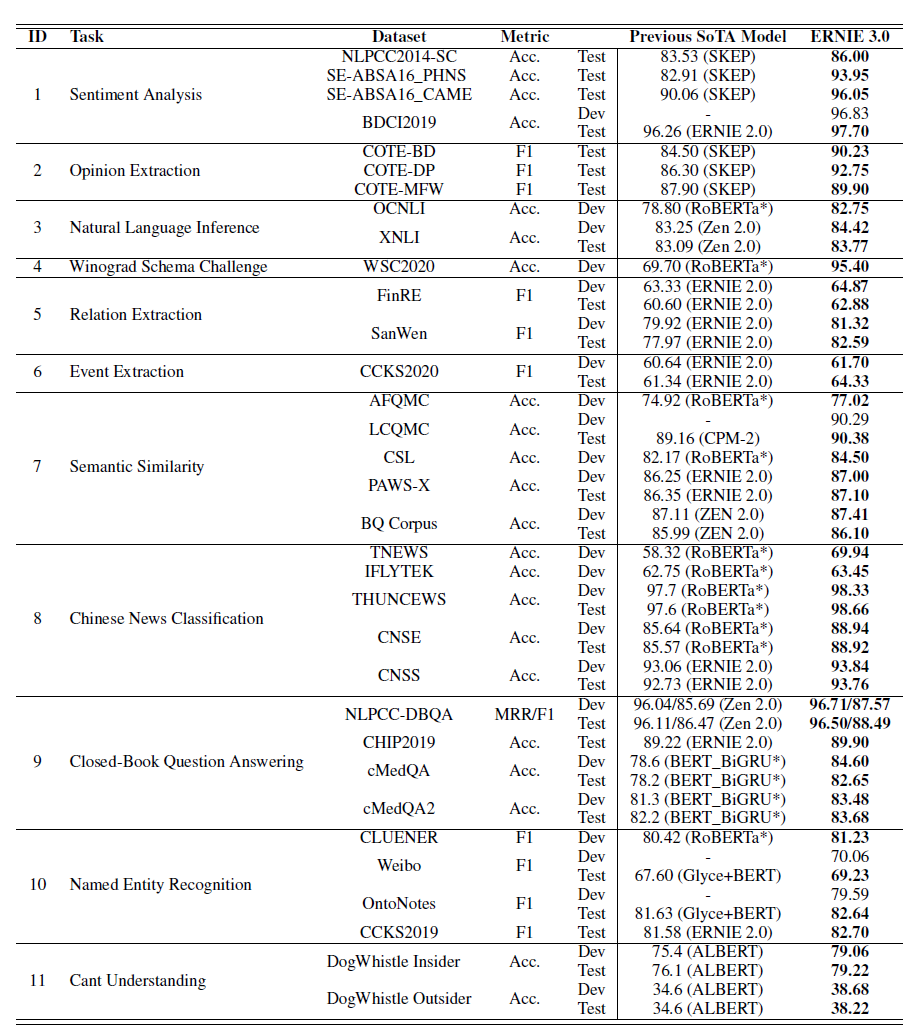 ID Task Dataset Metric Previous SoTA Model ERNIE 3.0
NLPCC2014-SC Acc. Test 83.53 (SKEP) 86.00
SE-ABSA16_PHNS Acc. Test 82.91 (SKEP) 93.95
1 Sentiment Analysis SE-ABSA16_CAME Acc. Test 90.06 (SKEP) 96.05
BDCI2019 Acc. Dev - 96.83
Test 96.26 (ERNIE 2.0) 97.70
COTE-BD F1 Test 84.50 (SKEP) 90.23
2 Opinion Extraction COTE-DP F1 Test 86.30 (SKEP) 92.75
COTE-MFW F1 Test 87.90 (SKEP) 89.90
OCNLI Acc. Dev 78.80 (RoBERTa*) 82.75
3 Natural Language Inference XNLI Acc. Dev 83.25 (Zen 2.0) 84.42
Test 83.09 (Zen 2.0) 83.77
4 Winograd Schema Challenge WSC2020 Acc. Dev 69.70 (RoBERTa*) 95.40
FinRE F1 Dev 63.33 (ERNIE 2.0) 64.87
Test 60.60 (ERNIE 2.0) 62.88
5 Relation Extraction SanWen F1 Dev 79.92 (ERNIE 2.0) 81.32
Test 77.97 (ERNIE 2.0) 82.59
6 Event Extraction CCKS2020 F1 Dev 60.64 (ERNIE 2.0) 61.70
Test 61.34 (ERNIE 2.0) 64.33
AFQMC Acc. Dev 74.92 (RoBERTa*) 77.02
LCQMC Acc. Dev - 90.29
Test 89.16 (CPM-2) 90.38
7 Semantic Similarity CSL Acc. Dev 82.17 (RoBERTa*) 84.50
PAWS-X Acc. Dev 86.25 (ERNIE 2.0) 87.00
Test 86.35 (ERNIE 2.0) 87.10
BQ Corpus Acc. Dev 87.11 (ZEN 2.0) 87.41
Test 85.99 (ZEN 2.0) 86.10
TNEWS Acc. Dev 58.32 (RoBERTa*) 69.94
IFLYTEK Acc. Dev 62.75 (RoBERTa*) 63.45
THUNCEWS Acc. Dev 97.7 (RoBERTa*) 98.33
Test 97.6 (RoBERTa*) 98.66
8 Chinese News Classification CNSE Acc. Dev 85.64 (RoBERTa*) 88.94
Test 85.57 (RoBERTa*) 88.92
CNSS Acc. Dev 93.06 (ERNIE 2.0) 93.84
Test 92.73 (ERNIE 2.0) 93.76
NLPCC-DBQA MRR/F1 Dev 96.04/85.69 (Zen 2.0) 96.71/87.57
Test 96.11/86.47 (Zen 2.0) 96.50/88.49
CHIP2019 Acc. Test 89.22 (ERNIE 2.0) 89.90
9 Closed-Book Question Answering cMedQA Acc. Dev 78.6 (BERT_BiGRU*) 84.60
Test 78.2 (BERT_BiGRU*) 82.65
cMedQA2 Acc. Dev 81.3 (BERT_BiGRU*) 83.48
Test 82.2 (BERT_BiGRU*) 83.68
CLUENER F1 Dev 80.42 (RoBERTa*) 81.23
Weibo F1 Dev - 70.06
Test 67.60 (Glyce+BERT) 69.23
10 Named Entity Recognition OntoNotes F1 Dev - 79.59
Test 81.63 (Glyce+BERT) 82.64
CCKS2019 F1 Test 81.58 (ERNIE 2.0) 82.70
DogWhistle Insider Acc. Dev 75.4 (ALBERT) 79.06
Test 76.1 (ALBERT) 79.22
11 Cant Understanding DogWhistle Outsider Acc. Dev 34.6 (ALBERT) 38.68
Test 34.6 (ALBERT) 38.22